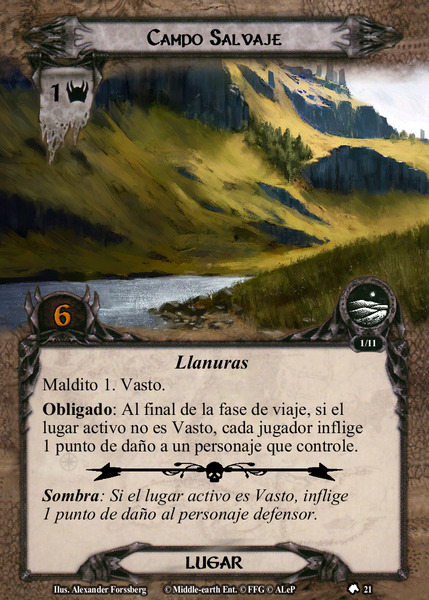 Campo Salvaje
1
6
1/11
Llanuras
Maldito 1. Vasto.
Obligado: Al final de la fase de viaje, si el
lugar activo no es Vasto, cada jugador inflige
1 punto de daño a un personaje que controle.
Sombra: Si el lugar activo es Vasto, inflige
1 punto de daño al personaje defensor.
LUGAR
Ilus. Alexander Forssberg © Middle-earth Ent. © FFG © ALeP 21